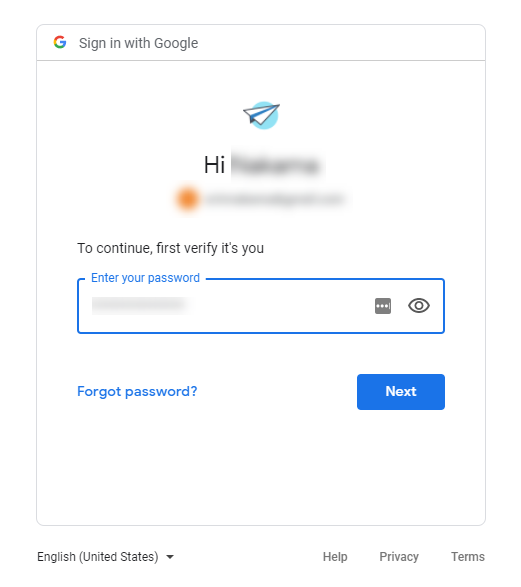 Sign in with Google
Hi
To continue, first verify it's you
Enter your password
Forgot password?
Next
English (United States)
Help
Privacy
Terms